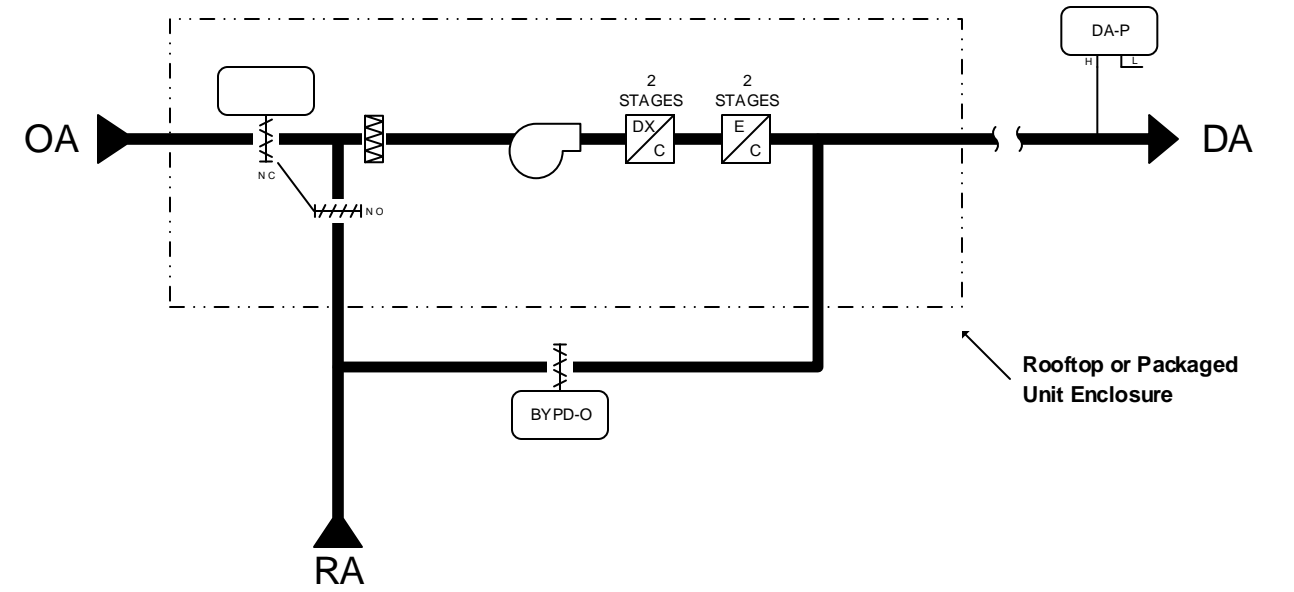 DA-P
H L
2 STAGES
2 STAGES
OA
DX
C
E
C
DA
NC
NO
Rooftop or Packaged
Unit Enclosure
BYPD-O
RA